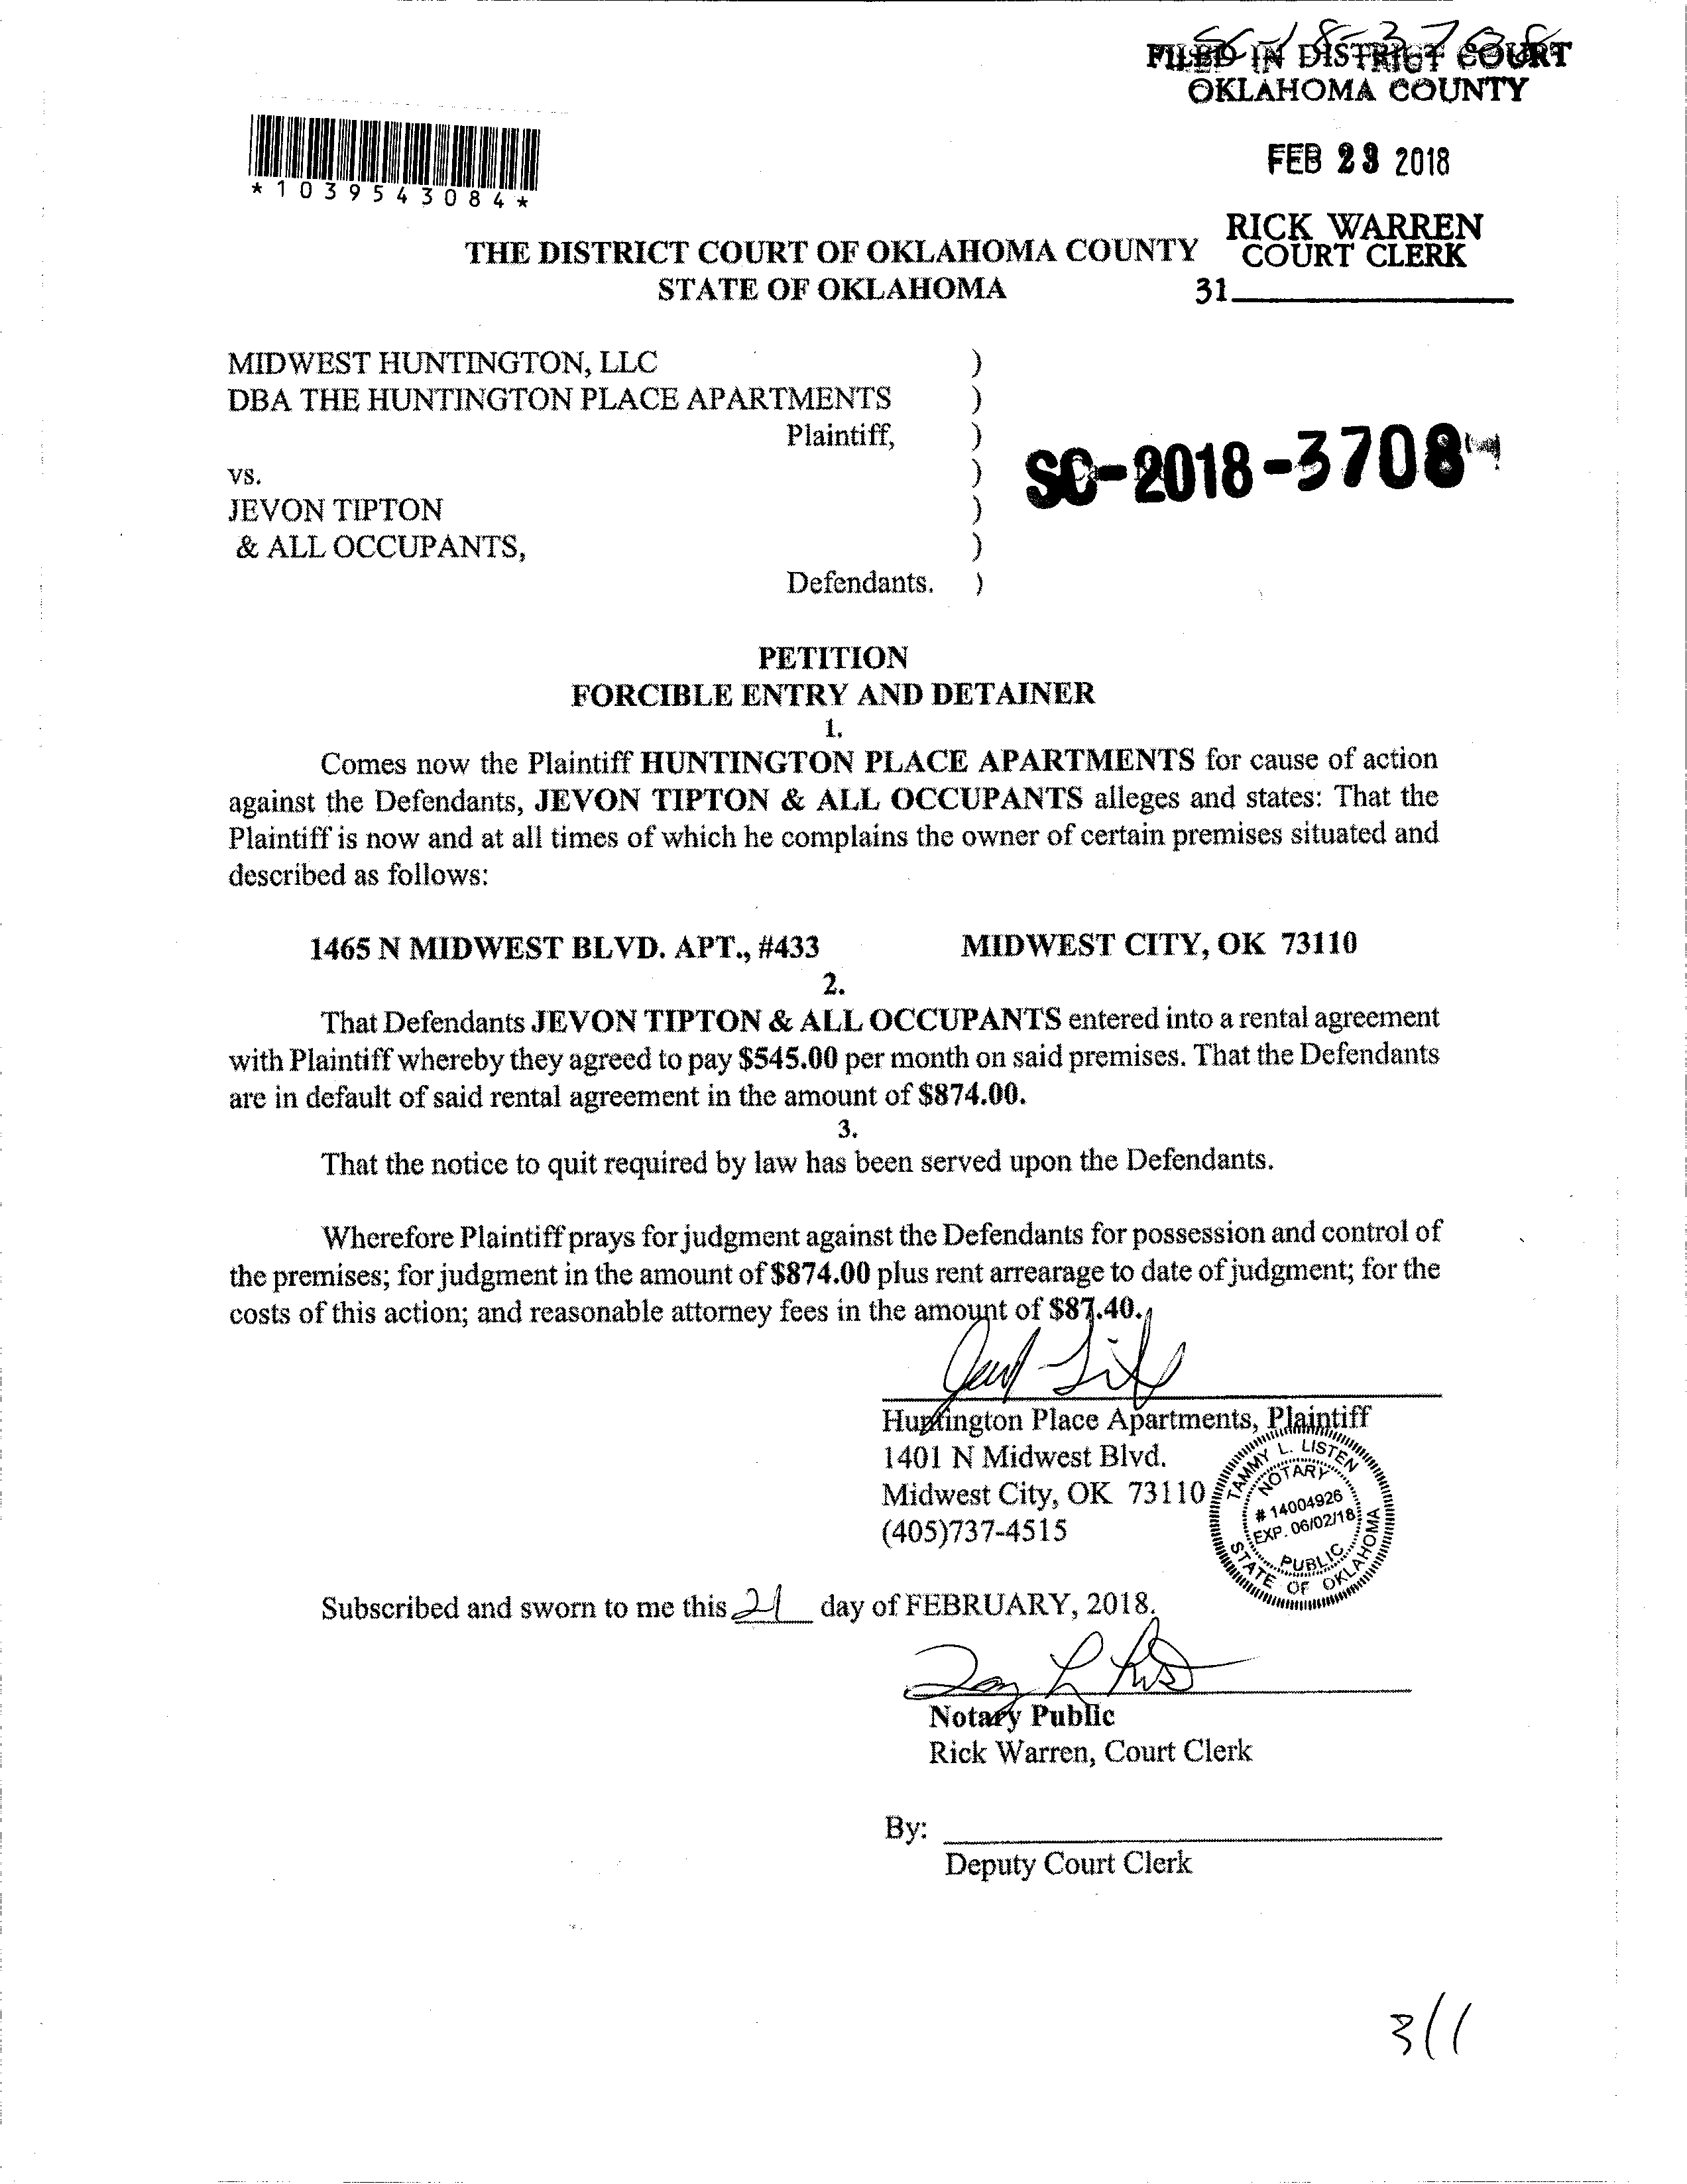 FILED IN DISTRICT COURT
OKLAHOMA COUNTY
FEB 23 2018
RICK WARREN
COURT CLERK
31
*1039543084*
THE DISTRICT COURT OF OKLAHOMA COUNTY
STATE OF OKLAHOMA
MIDWEST HUNTINGTON, LLC )
DBA THE HUNTINGTON PLACE APARTMENTS )
Plaintiff, )
vs. )
JEVON TIPTON )
& ALL OCCUPANTS, )
Defendants. )
SC-2018-3708
PETITION
FORCIBLE ENTRY AND DETAINER
1.
Comes now the Plaintiff HUNTINGTON PLACE APARTMENTS for cause of action
against the Defendants, JEVON TIPTON & ALL OCCUPANTS alleges and states: That the
Plaintiff is now and at all times of which he complains the owner of certain premises situated and
described as follows:
1465 N MIDWEST BLVD. APT., #433 MIDWEST CITY, OK 73110
2.
That Defendants JEVON TIPTON & ALL OCCUPANTS entered into a rental agreement
with Plaintiff whereby they agreed to pay $545.00 per month on said premises. That the Defendants
are in default of said rental agreement in the amount of $874.00.
3.
That the notice to quit required by law has been served upon the Defendants.
Wherefore Plaintiff prays for judgment against the Defendants for possession and control of
the premises; for judgment in the amount of $874.00 plus rent arrearage to date of judgment; for the
costs of this action; and reasonable attorney fees in the amount of $87.40.
Huntington Place Apartments, Plaintiff
1401 N Midwest Blvd.
Midwest City, OK 73110
(405)737-4515
TAMMY L. LISTEN
NOTARY
# 14004926
EXP. 06/02/18
PUBLIC
STATE OF OKLAHOMA
Subscribed and sworn to me this 21 day of FEBRUARY, 2018.
Notary Public
Rick Warren, Court Clerk
By:
Deputy Court Clerk